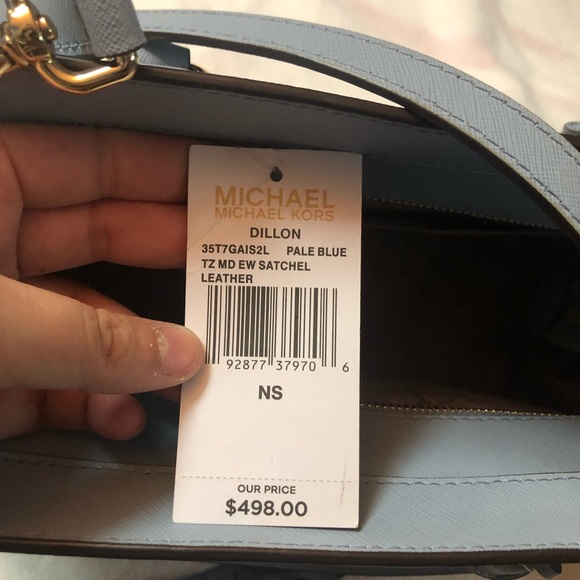 MICHAEL
MICHAEL KORS
DILLON
35T7GAIS2L PALE BLUE
TZ MD EW SATCHEL
LEATHER
92877 37970 6
NS
OUR PRICE
$498.00